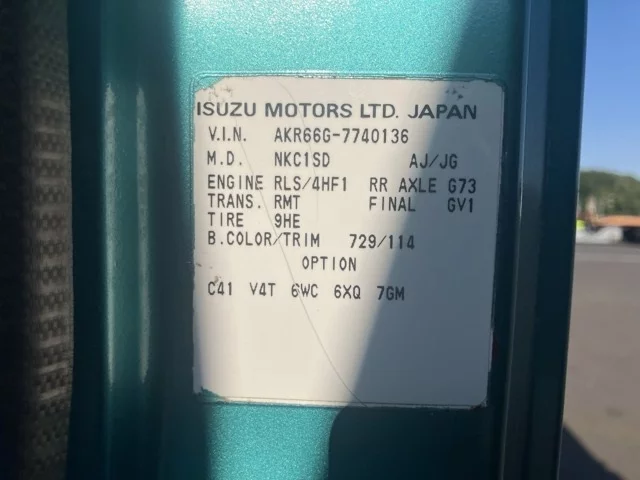 ISUZU MOTORS LTD. JAPAN
V.I.N. AKR66G-7740136
M.D. NKC1SD AJ/JG
ENGINE RLS/4HF1 RR AXLE G73
TRANS. RMT FINAL GV1
TIRE 9HE
B.COLOR/TRIM 729/114
OPTION
C41 V4T 6WC 6XQ 7GM